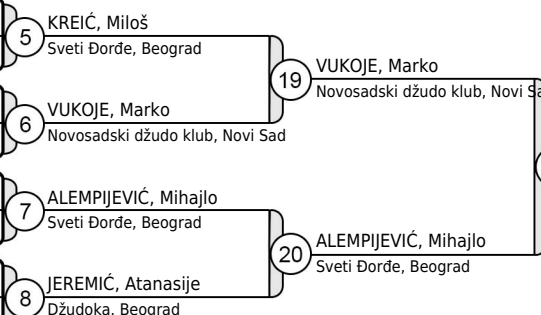 5
KREIĆ, Miloš
Sveti Đorđe, Beograd
19
VUKOJE, Marko
Novosadski džudo klub, Novi
6
VUKOJE, Marko
Novosadski džudo klub, Novi Sad
7
ALEMPIJEVIĆ, Mihajlo
Sveti Đorđe, Beograd
20
ALEMPIJEVIĆ, Mihajlo
Sveti Đorđe, Beograd
8
JEREMIĆ, Atanasije
Džudoka, Beograd